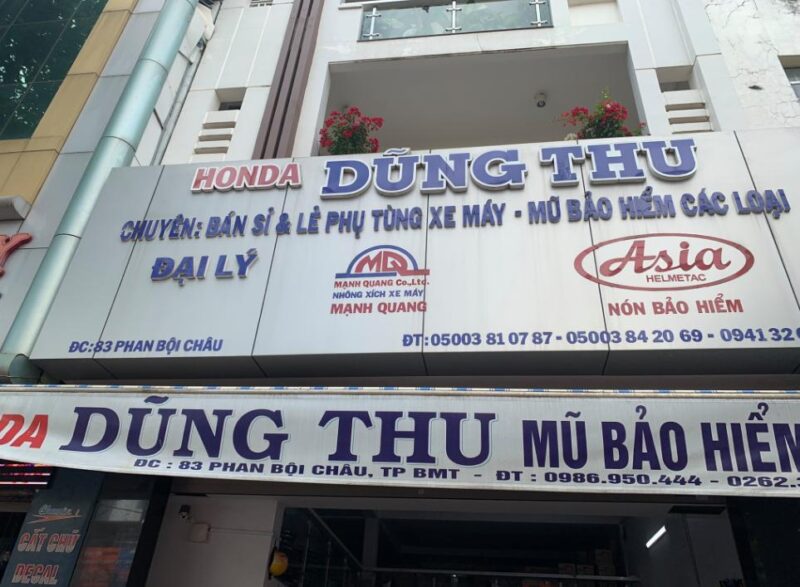 HONDA DŨNG THU
CHUYÊN: BÁN SỈ & LẺ PHỤ TÙNG XE MÁY - MŨ BẢO HIỂM CÁC LOẠI
ĐẠI LÝ
MQ
MẠNH QUANG Co.,Ltd.
NHÔNG XÍCH XE MÁY
MẠNH QUANG
Asia
HELMETAC
NÓN BẢO HIỂM
ĐC: 83 PHAN BỘI CHÂU
ĐT: 05003 81 07 87 - 05003 84 20 69 - 0941 32
DA DŨNG THU MŨ BẢO HIỂ
ĐC : 83 PHAN BỘI CHÂU, TP BMT - ĐT : 0986.950.444 - 0262.
CẮT CHỮ
DECAL